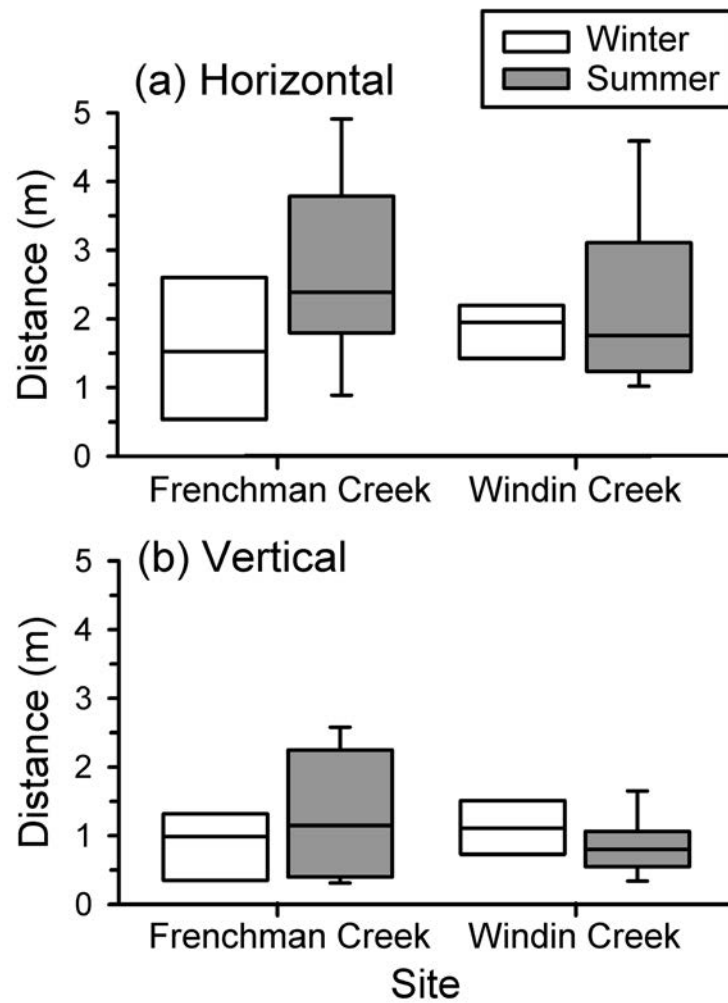 Winter
Summer
(a) Horizontal
5
4
3
2
1
0
Distance (m)
Frenchman Creek Windin Creek
(b) Vertical
5
4
3
2
1
0
Distance (m)
Frenchman Creek Windin Creek
Site